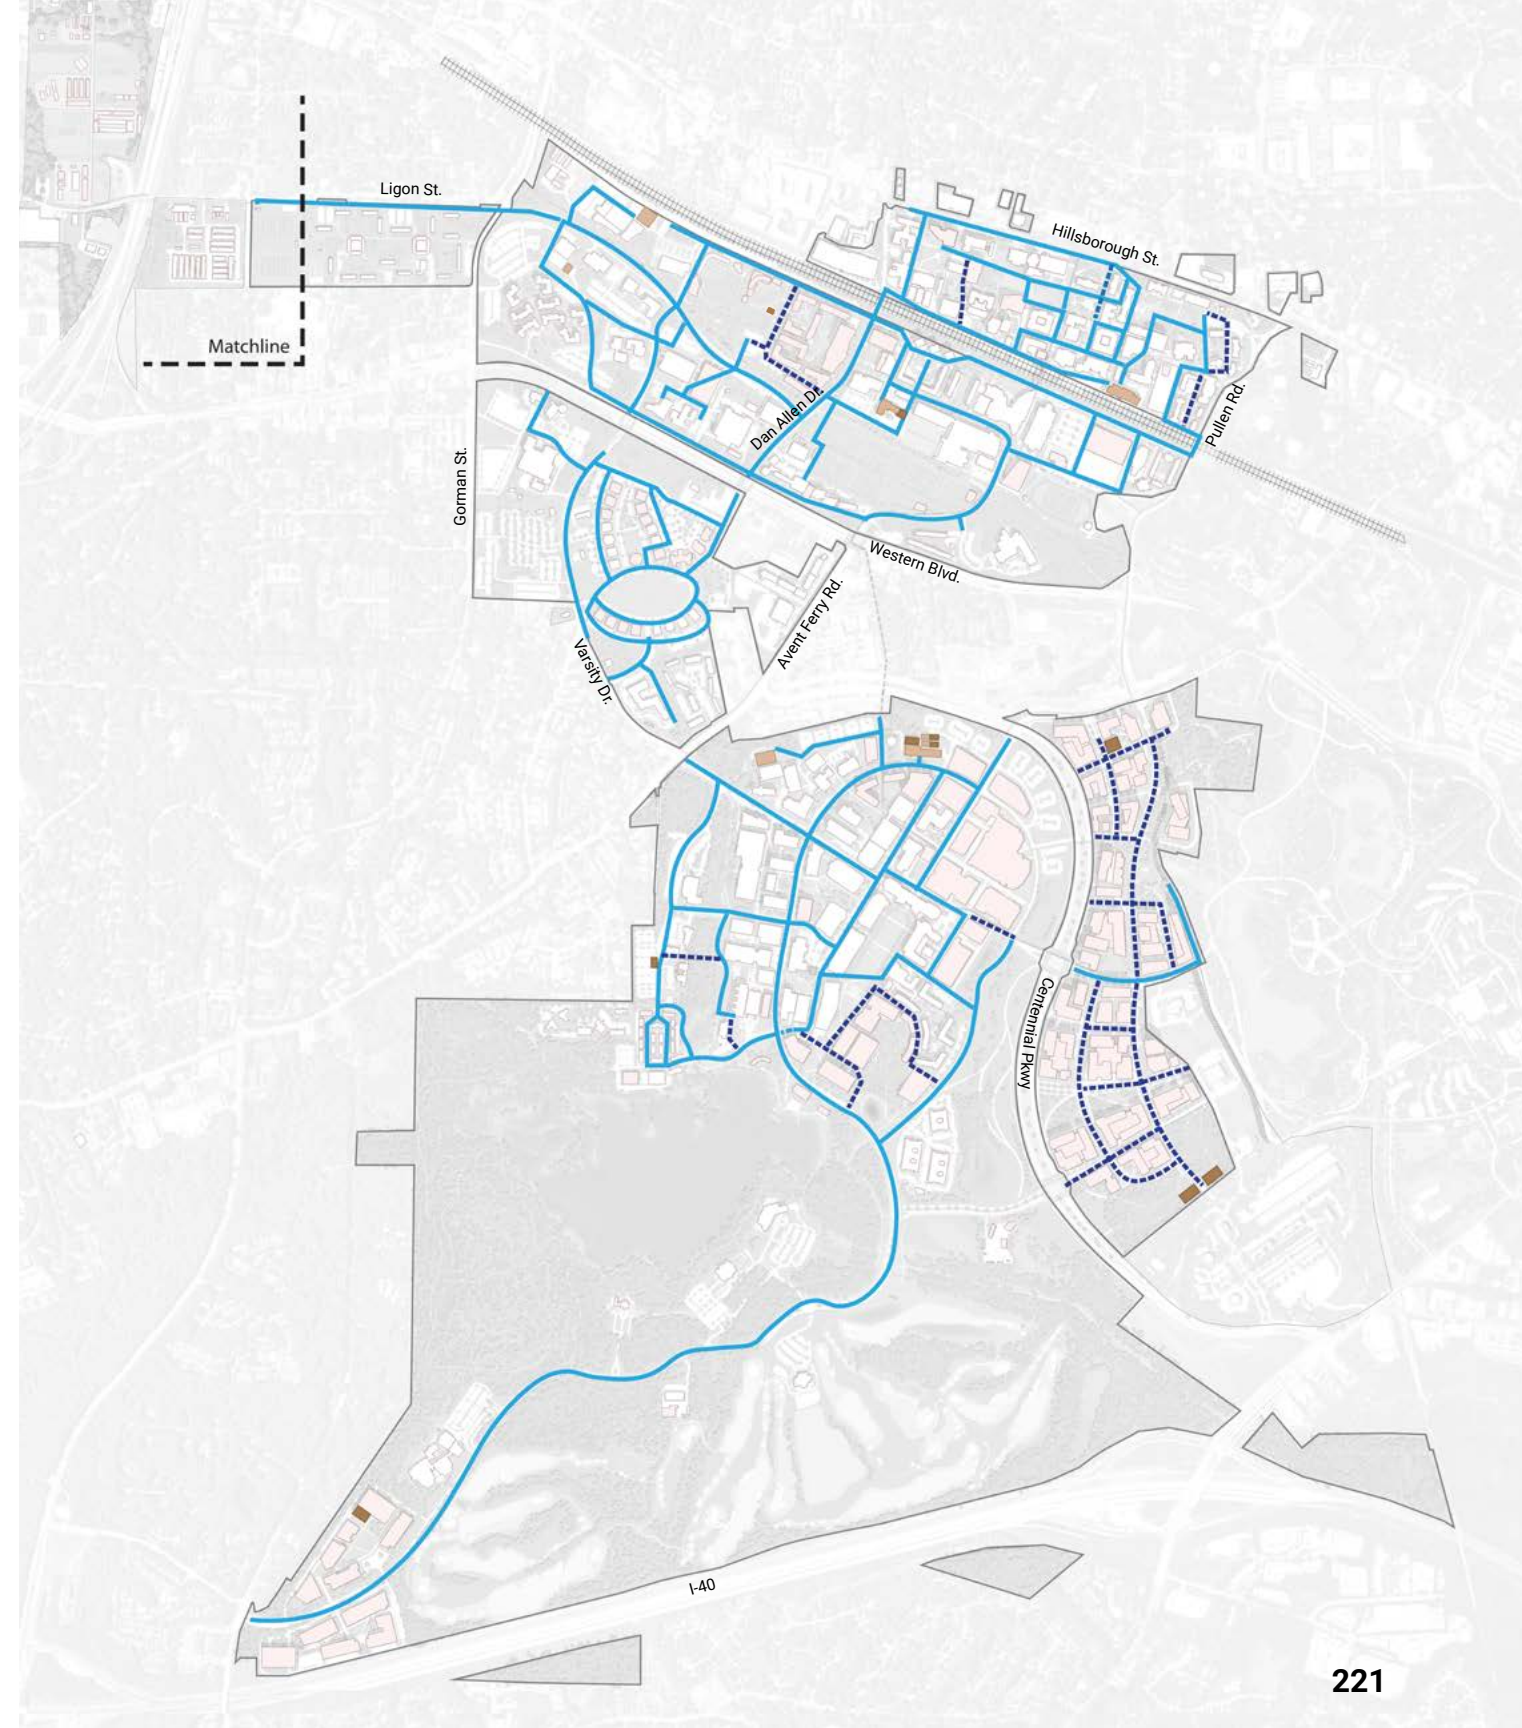 Ligon St.
Hillsborough St.
Matchline
Pullen Rd.
Dan Allen Dr.
Gorman St.
Western Blvd.
Avent Ferry Rd.
Varsity Dr.
Centennial Pkwy
I-40
221